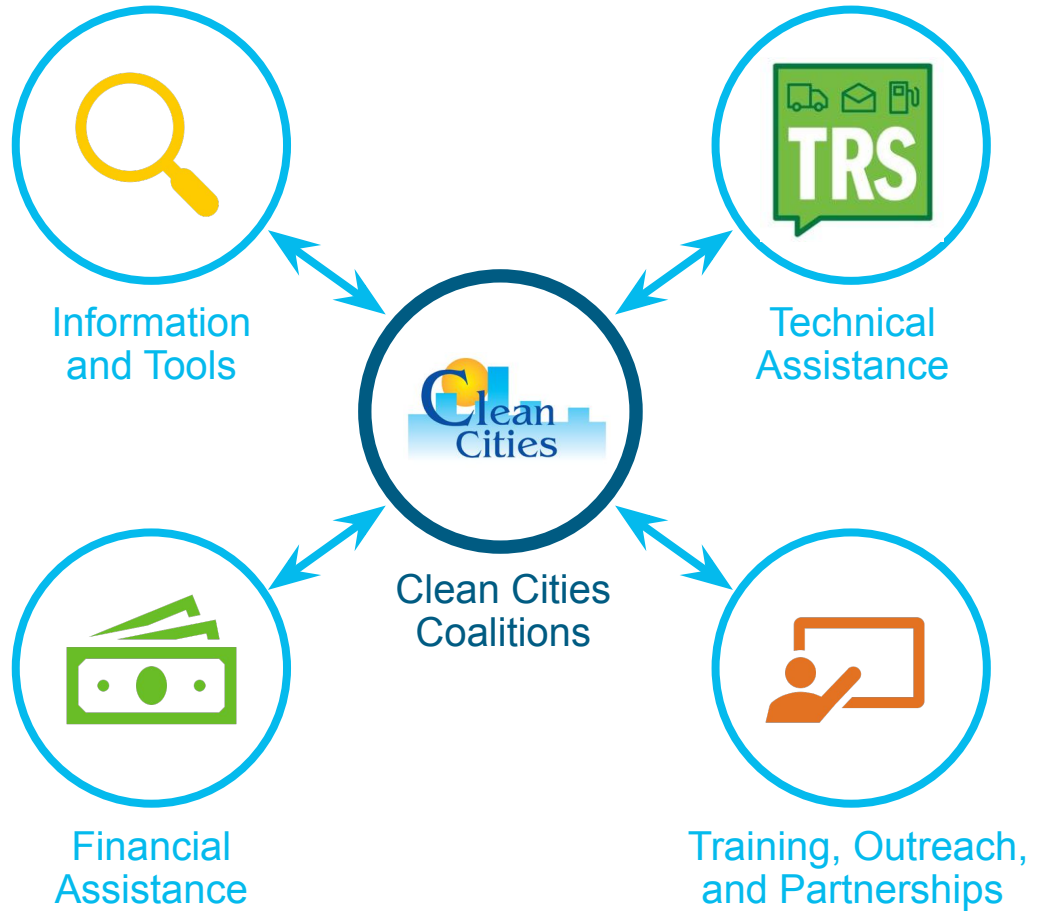 TRS
Information
and Tools
Technical
Assistance
Clean
Cities
Clean Cities
Coalitions
Financial
Assistance
Training, Outreach,
and Partnerships